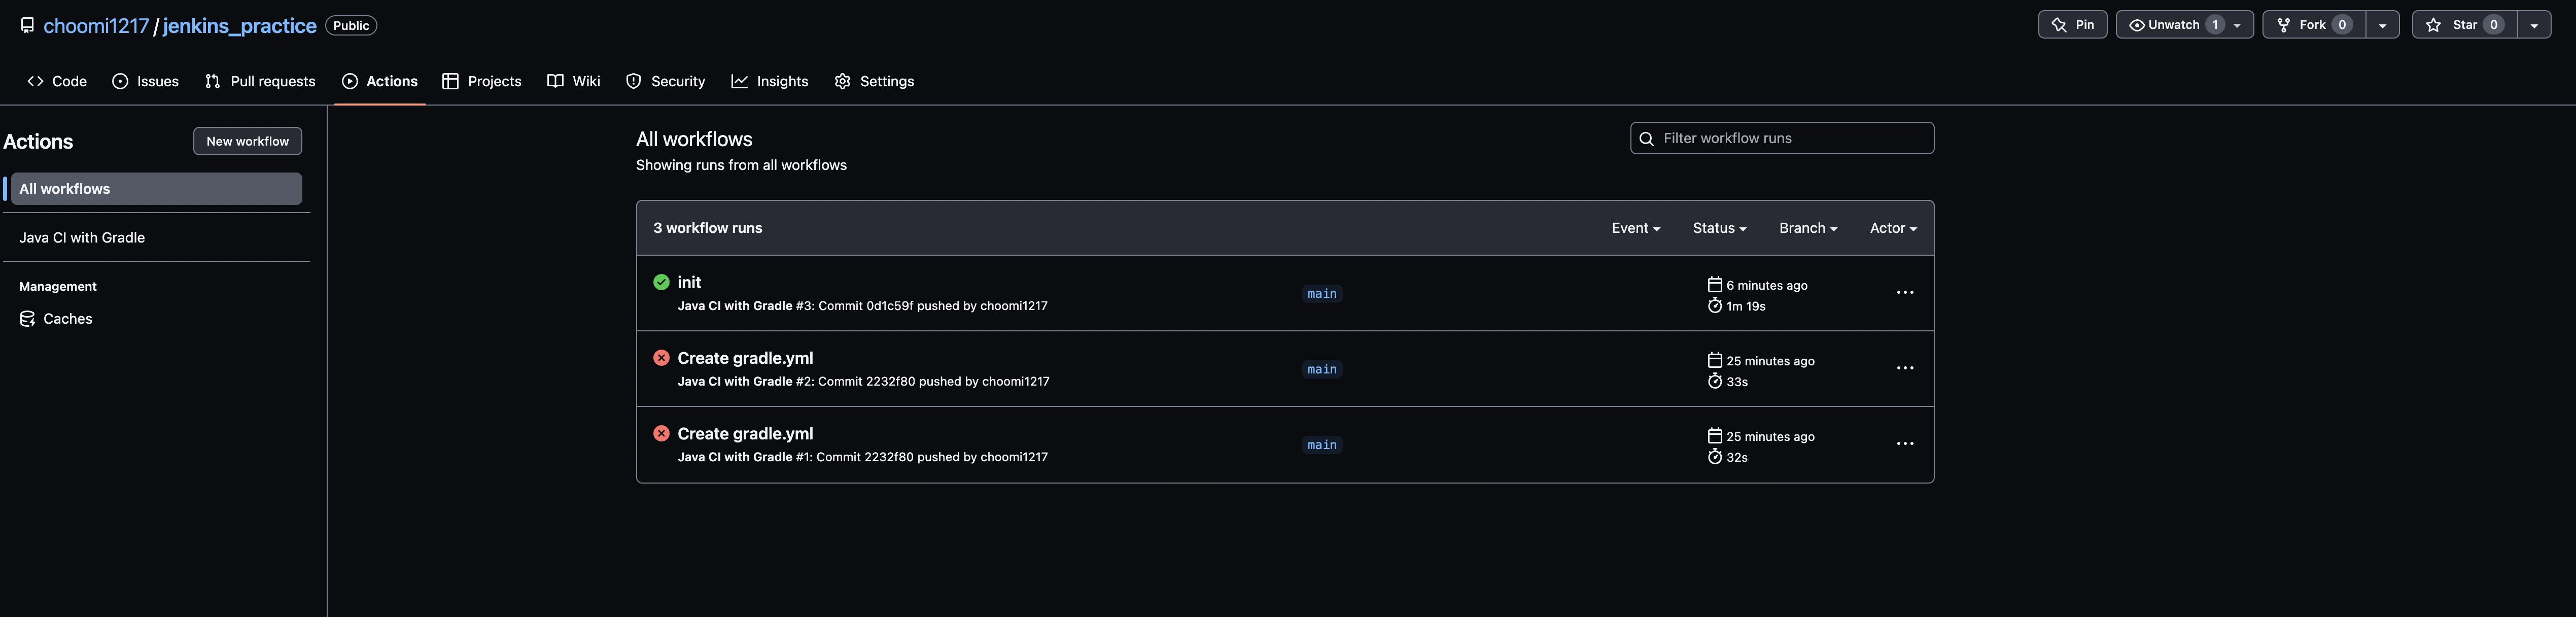 choomi1217 / jenkins_practice Public
Pin Unwatch 1 Fork 0 Star 0
Code Issues Pull requests Actions Projects Wiki Security Insights Settings
Actions New workflow
All workflows
Java CI with Gradle
Management
Caches
All workflows
Showing runs from all workflows
Filter workflow runs
3 workflow runs Event Status Branch Actor
init
Java CI with Gradle #3: Commit 0d1c59f pushed by choomi1217
main
6 minutes ago
1m 19s
Create gradle.yml
Java CI with Gradle #2: Commit 2232f80 pushed by choomi1217
main
25 minutes ago
33s
Create gradle.yml
Java CI with Gradle #1: Commit 2232f80 pushed by choomi1217
main
25 minutes ago
32s